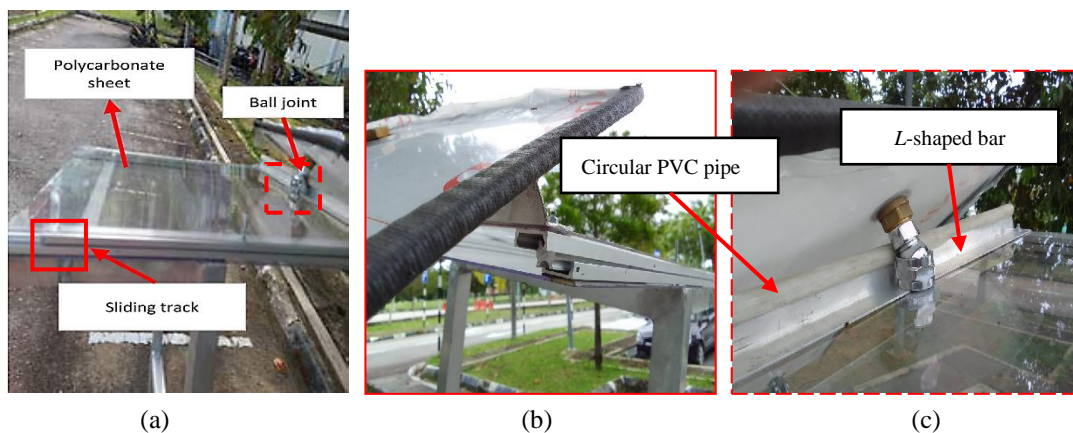 Polycarbonate
sheet
Ball joint
Sliding track
Circular PVC pipe
L-shaped bar
(a)
(b)
(c)